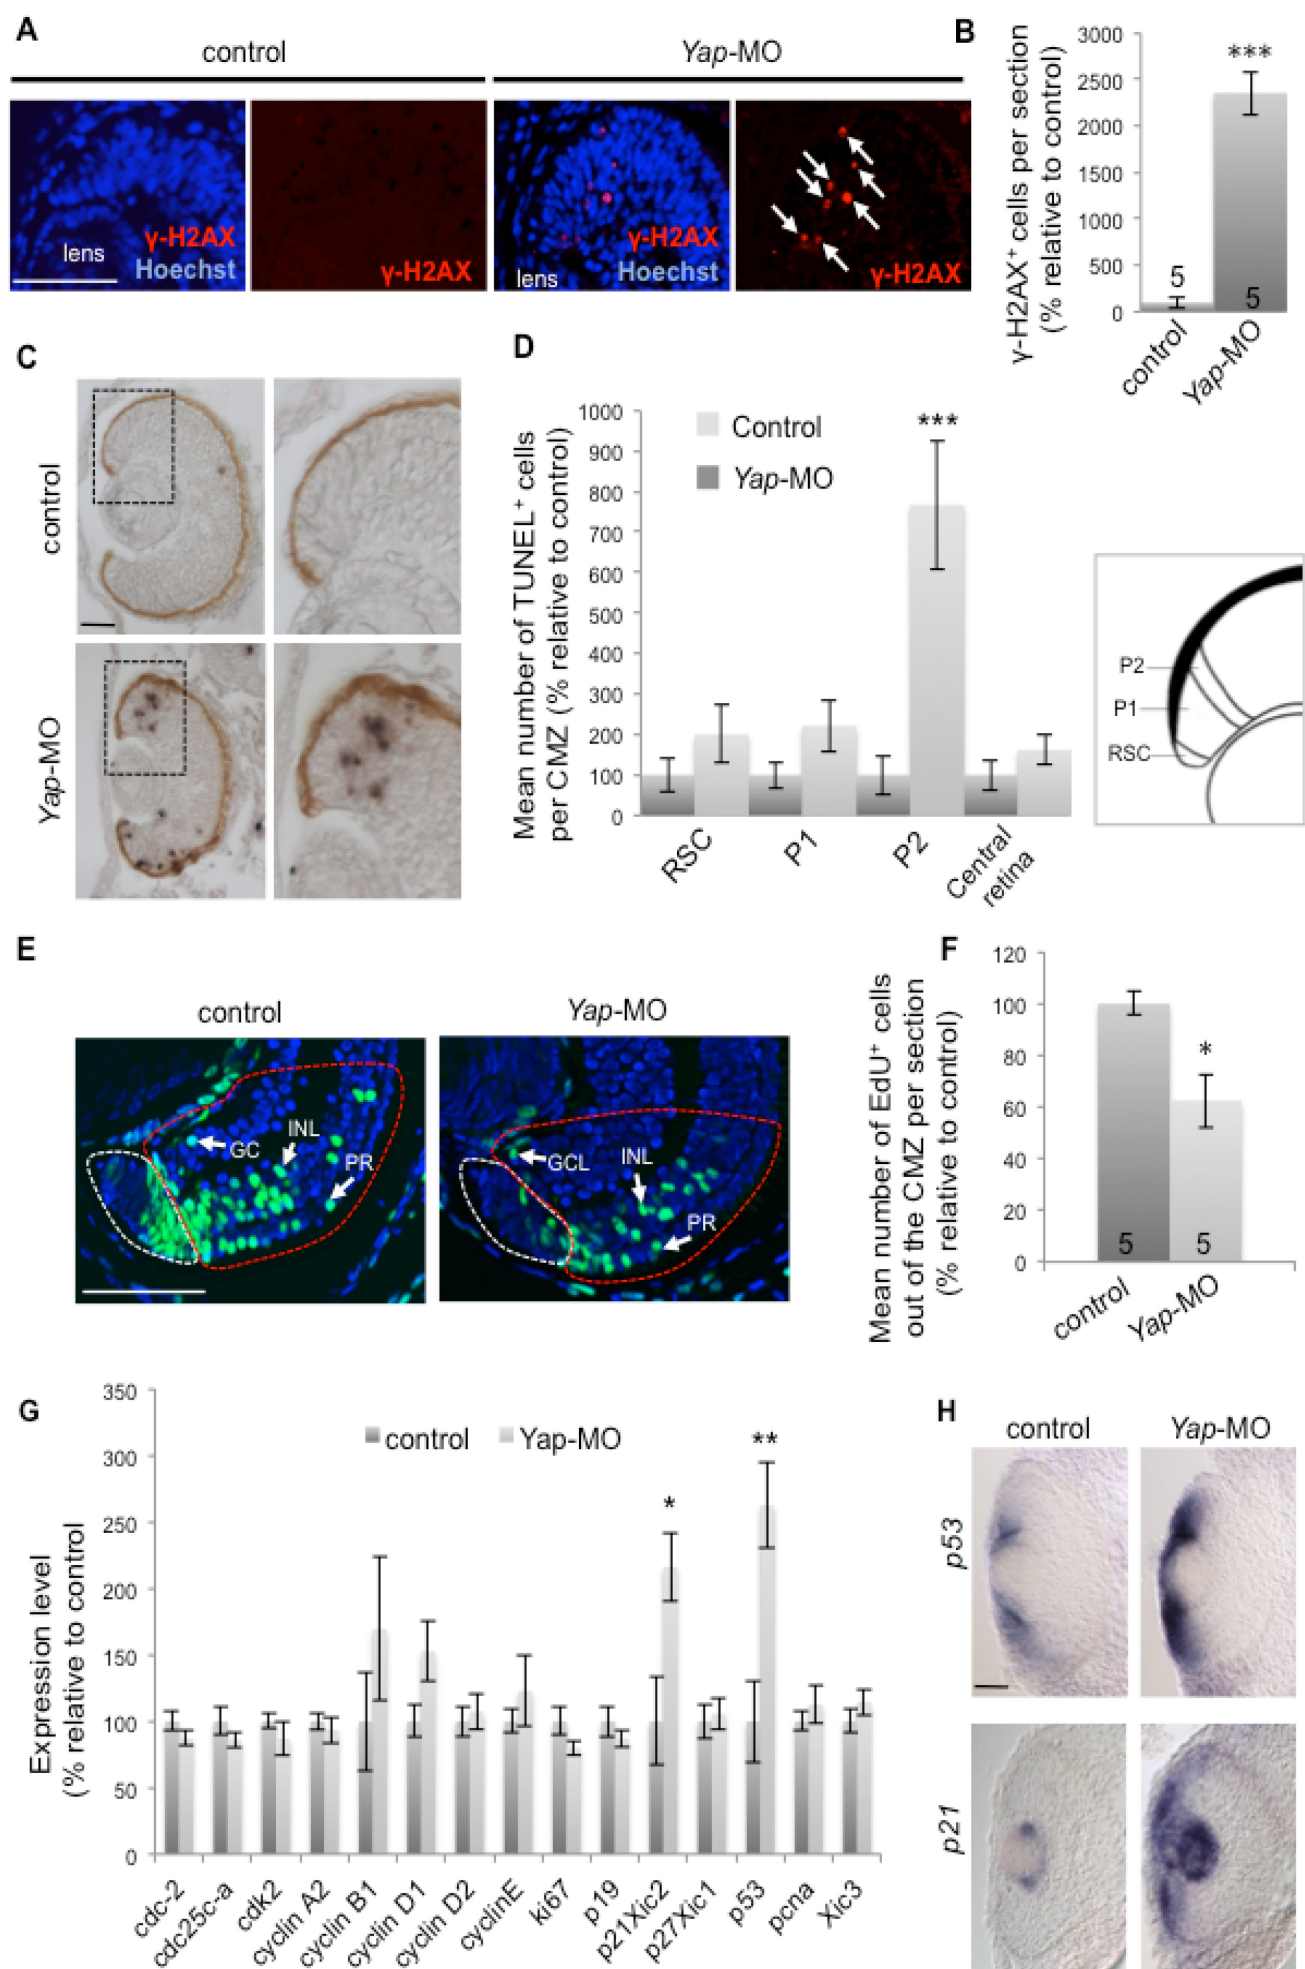 A
control
Yap-MO
lens
γ-H2AX
Hoechst
γ-H2AX
lens
γ-H2AX
Hoechst
γ-H2AX
B
γ-H2AX⁺ cells per section
(% relative to control)
3000
2500
2000
1500
1000
500
0
***
5
5
control
Yap-MO
C
control
Yap-MO
D
Mean number of TUNEL⁺ cells
per CMZ (% relative to control)
1000
900
800
700
600
500
400
300
200
100
0
Control
Yap-MO
***
RSC
P1
P2
Central
retina
P2
P1
RSC
E
control
Yap-MO
GC
INL
PR
GCL
INL
PR
F
Mean number of EdU⁺ cells
out of the CMZ per section
(% relative to control)
120
100
80
60
40
20
0
*
5
5
control
Yap-MO
G
Expression level
(% relative to control
350
300
250
200
150
100
50
0
control
Yap-MO
*
**
cdc-2
cdc25c-a
cdk2
cyclin A2
cyclin B1
cyclin D1
cyclin D2
cyclinE
ki67
p19
p21Xic2
p27Xic1
p53
pcna
Xic3
H
control
Yap-MO
p53
p21